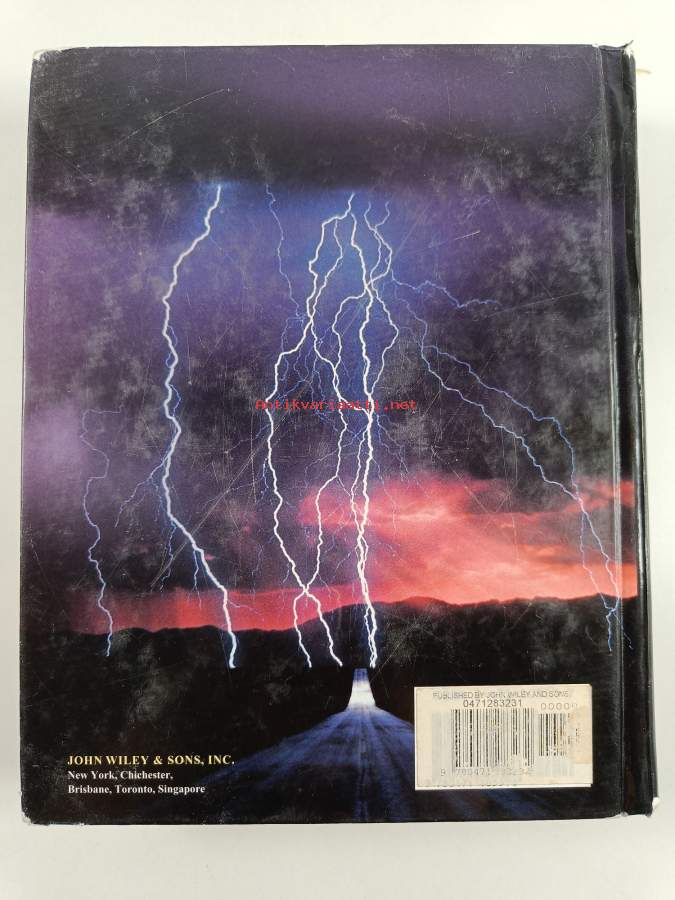 Antikvariaatti.net
PUBLISHED BY JOHN WILEY AND SONS
0471283231
JOHN WILEY & SONS, INC.
New York, Chichester,
Brisbane, Toronto, Singapore